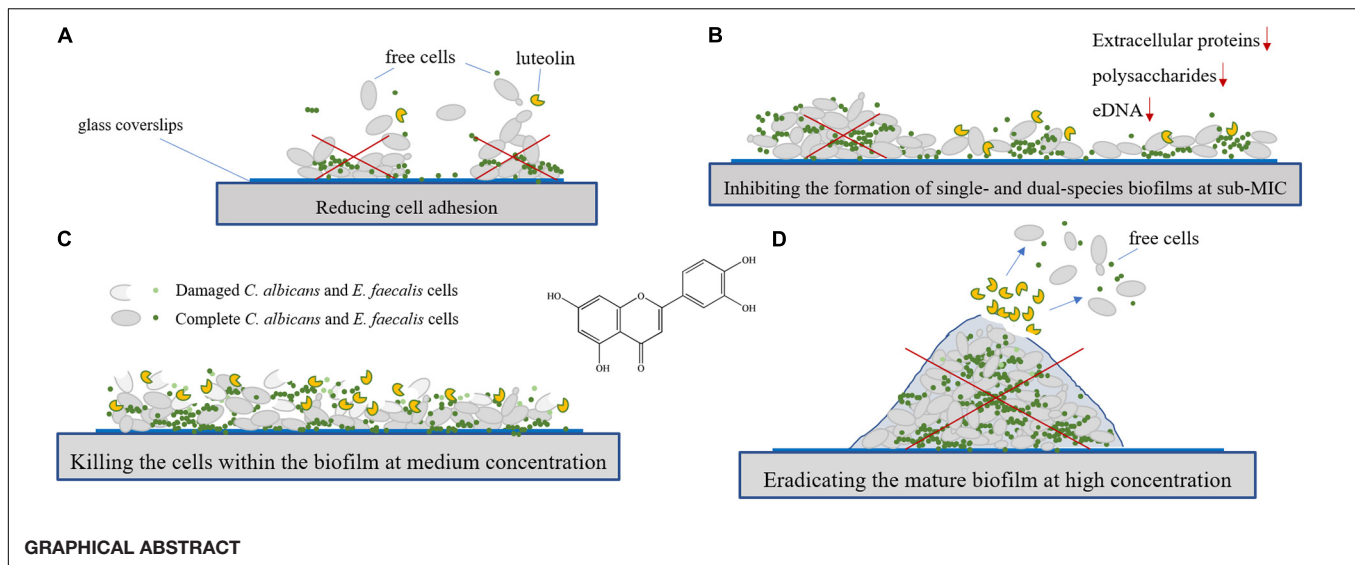 A
free cells
luteolin
glass coverslips
Reducing cell adhesion
B
Extracellular proteins
polysaccharides
eDNA
Inhibiting the formation of single- and dual-species biofilms at sub-MIC
C
Damaged C. albicans and E. faecalis cells
Complete C. albicans and E. faecalis cells
Killing the cells within the biofilm at medium concentration
HO
O
OH
OH
OH
O
D
free cells
Eradicating the mature biofilm at high concentration
GRAPHICAL ABSTRACT